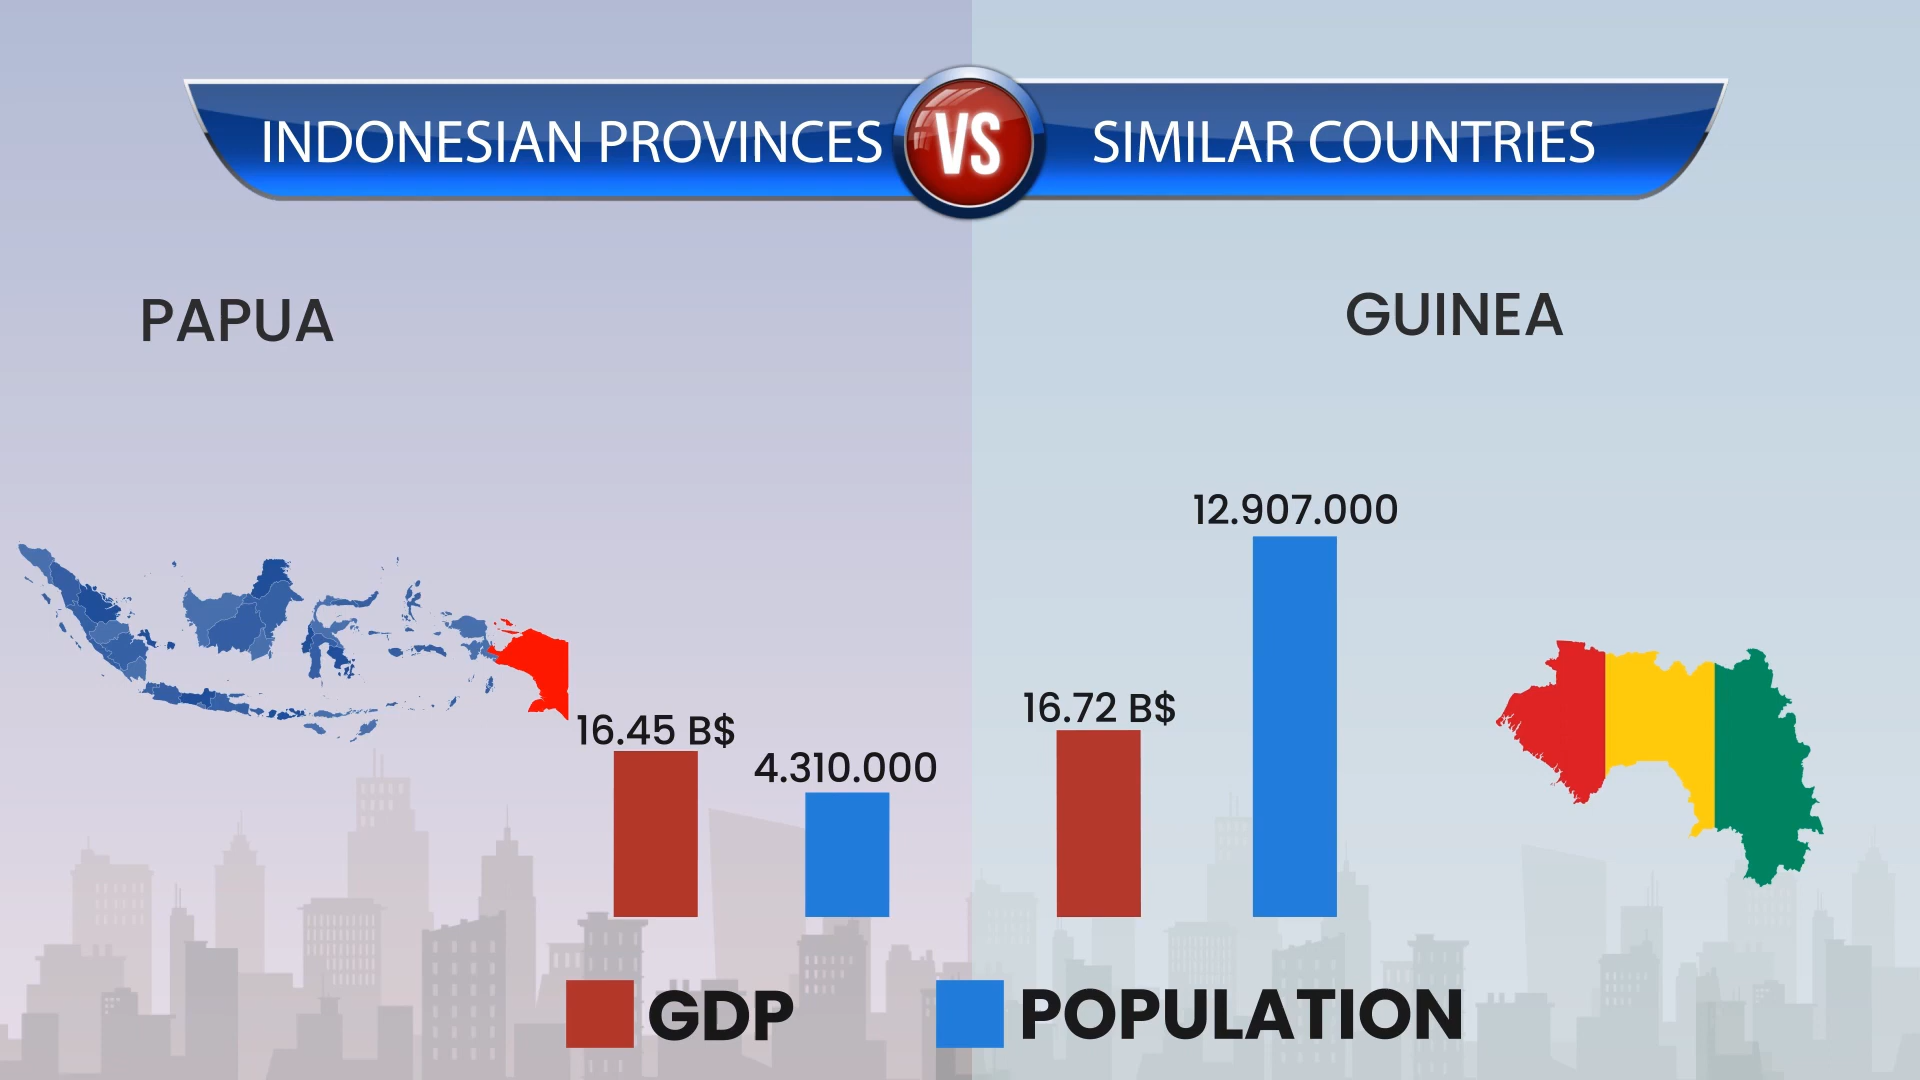 INDONESIAN PROVINCES
VS
SIMILAR COUNTRIES
PAPUA
GUINEA
16.45 B$
4.310.000
16.72 B$
12.907.000
GDP
POPULATION